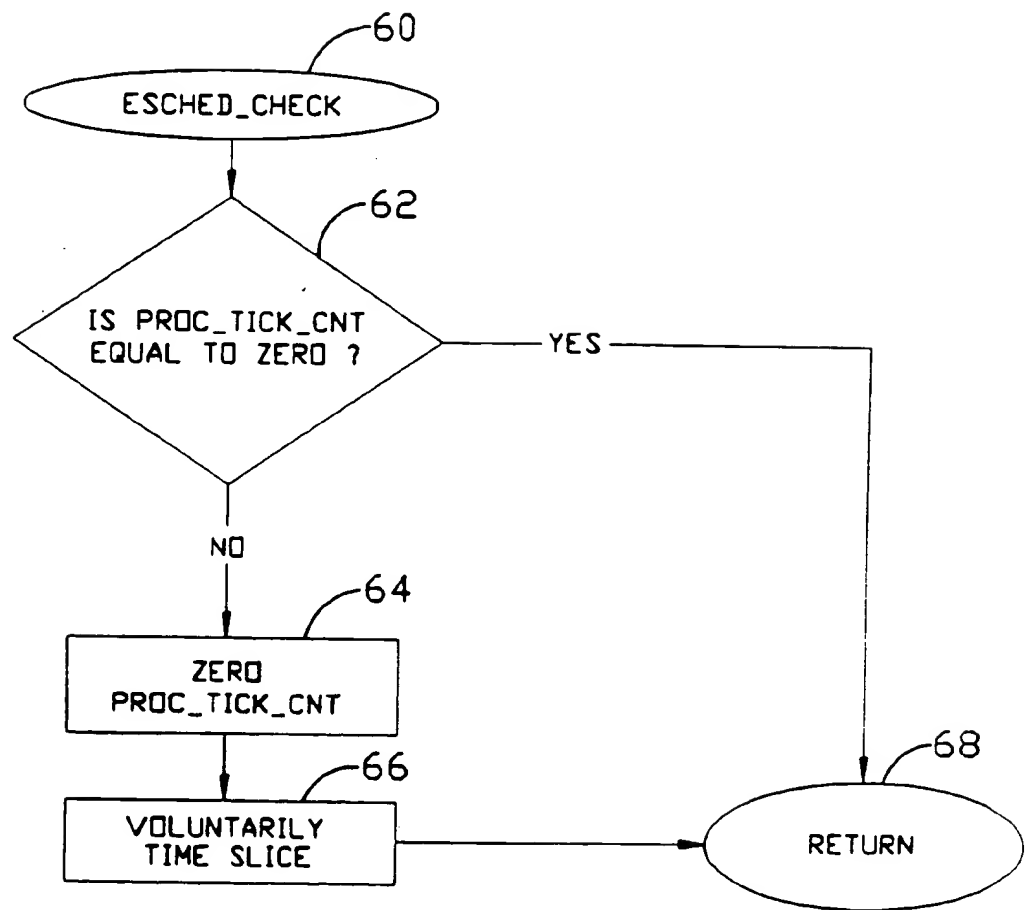 60
ESCHED_CHECK
62
IS PROC_TICK_CNT
EQUAL TO ZERO ?
YES
NO
64
ZERO
PROC_TICK_CNT
66
VOLUNTARILY
TIME SLICE
68
RETURN